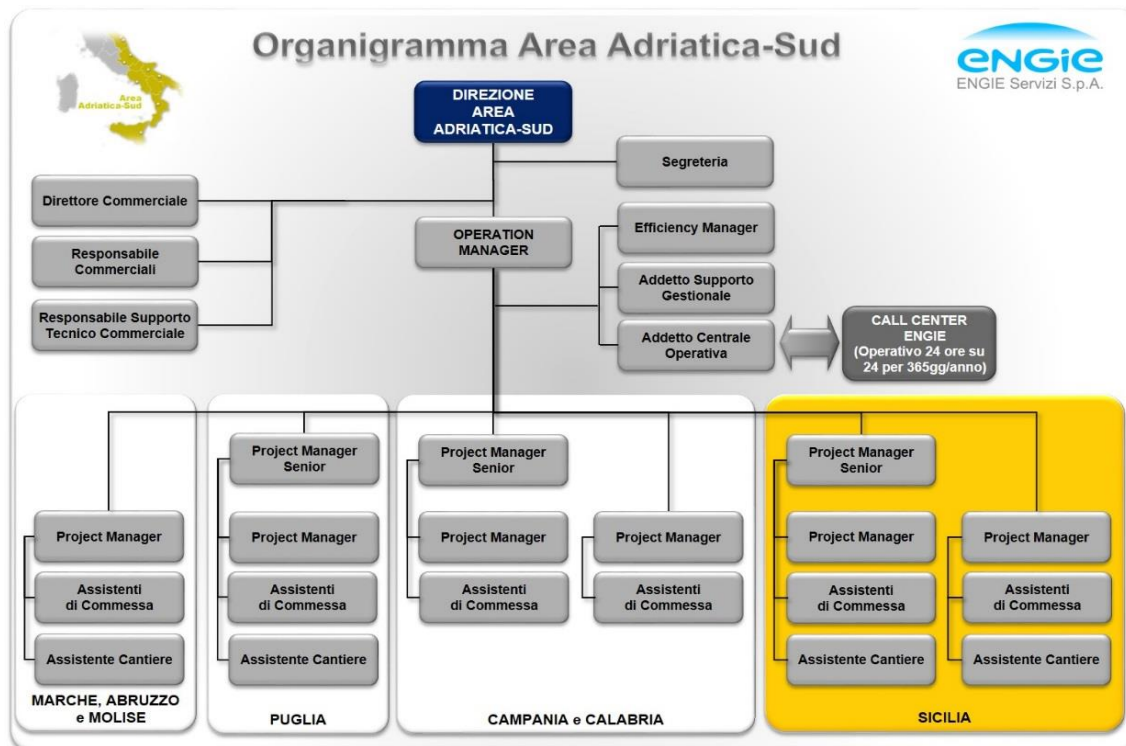 Organigramma Area Adriatica-Sud
Area
Adriatica-Sud
ENGIE
ENGIE Servizi S.p.A.
DIREZIONE
AREA
ADRIATICA-SUD
Segreteria
Direttore Commerciale
Responsabile
Commerciali
Responsabile Supporto
Tecnico Commerciale
OPERATION
MANAGER
Efficiency Manager
Addetto Supporto
Gestionale
Addetto Centrale
Operativa
CALL CENTER
ENGIE
(Operativo 24 ore su
24 per 365gg/anno)
Project Manager
Assistenti
di Commessa
Assistente Cantiere
MARCHE, ABRUZZO
e MOLISE
Project Manager
Senior
Project Manager
Assistenti
di Commessa
Assistente Cantiere
PUGLIA
Project Manager
Senior
Project Manager
Assistenti
di Commessa
Project Manager
Assistenti
di Commessa
CAMPANIA e CALABRIA
Project Manager
Senior
Project Manager
Assistenti
di Commessa
Assistente Cantiere
Project Manager
Assistenti
di Commessa
Assistente Cantiere
SICILIA